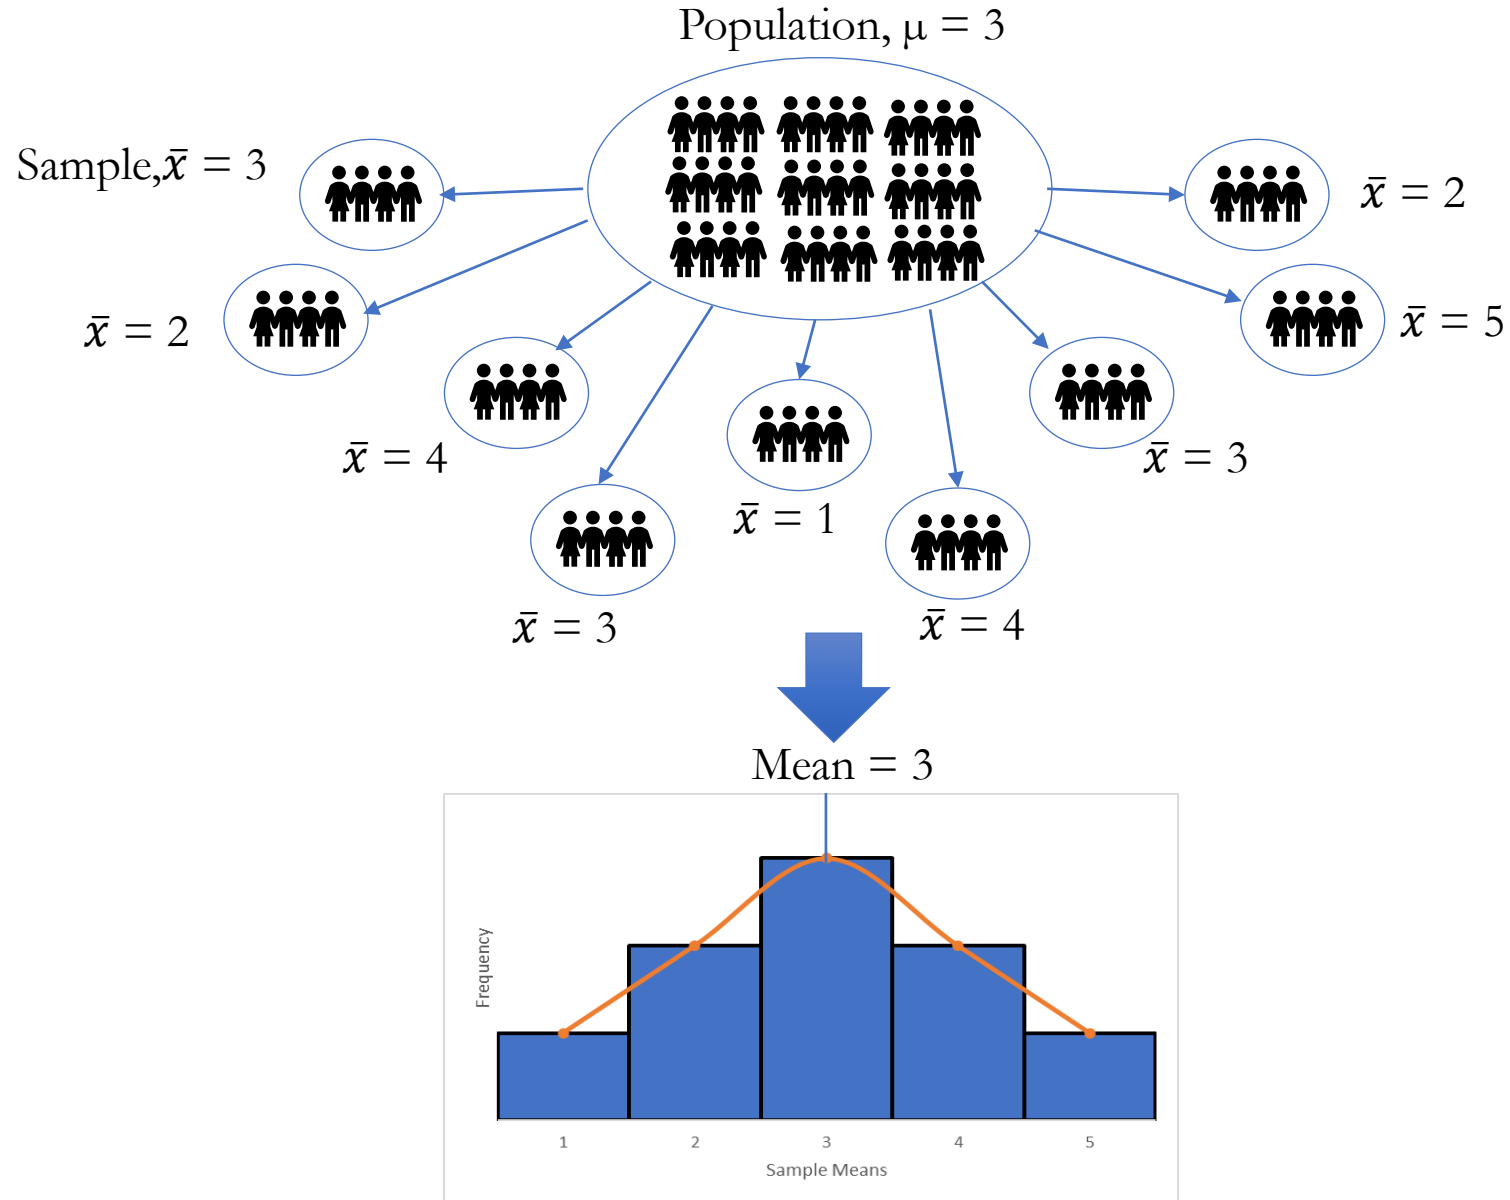 Population, μ = 3
Sample, x̄ = 3
x̄ = 2
x̄ = 2
x̄ = 5
x̄ = 4
x̄ = 3
x̄ = 1
x̄ = 3
x̄ = 4
Mean = 3
Frequency
1 2 3 4 5
Sample Means